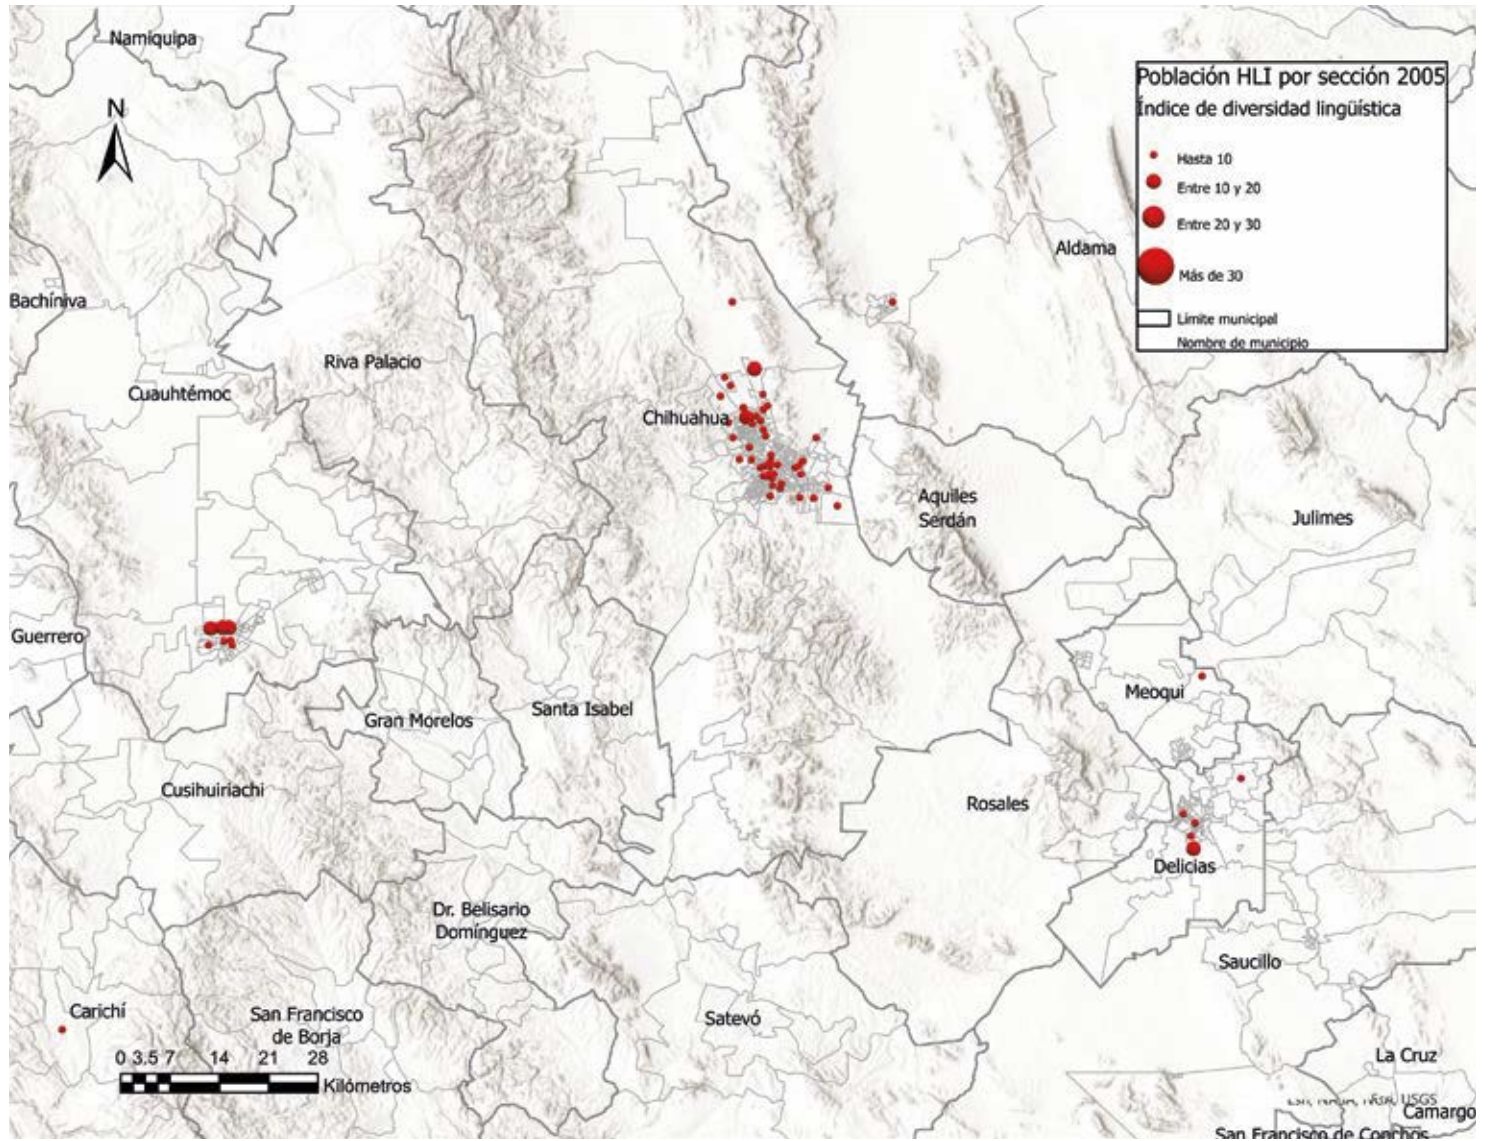 Namiquipa
N
Población HLI por sección 2005
Índice de diversidad lingüística
Hasta 10
Entre 10 y 20
Entre 20 y 30
Más de 30
Límite municipal
Nombre de municipio
Aldama
Bachíniva
Riva Palacio
Cuauhtémoc
Chihuahua
Aquiles
Serdán
Julimes
Guerrero
Meoqui
Santa Isabel
Gran Morelos
Cusihuiriachi
Rosales
Delicias
Dr. Belisario
Domínguez
Saucillo
Carichí
San Francisco
de Borja
Satevó
0 3.5 7 14 21 28
Kilómetros
La Cruz
USGS
Camargo
San Francisco de Conchos